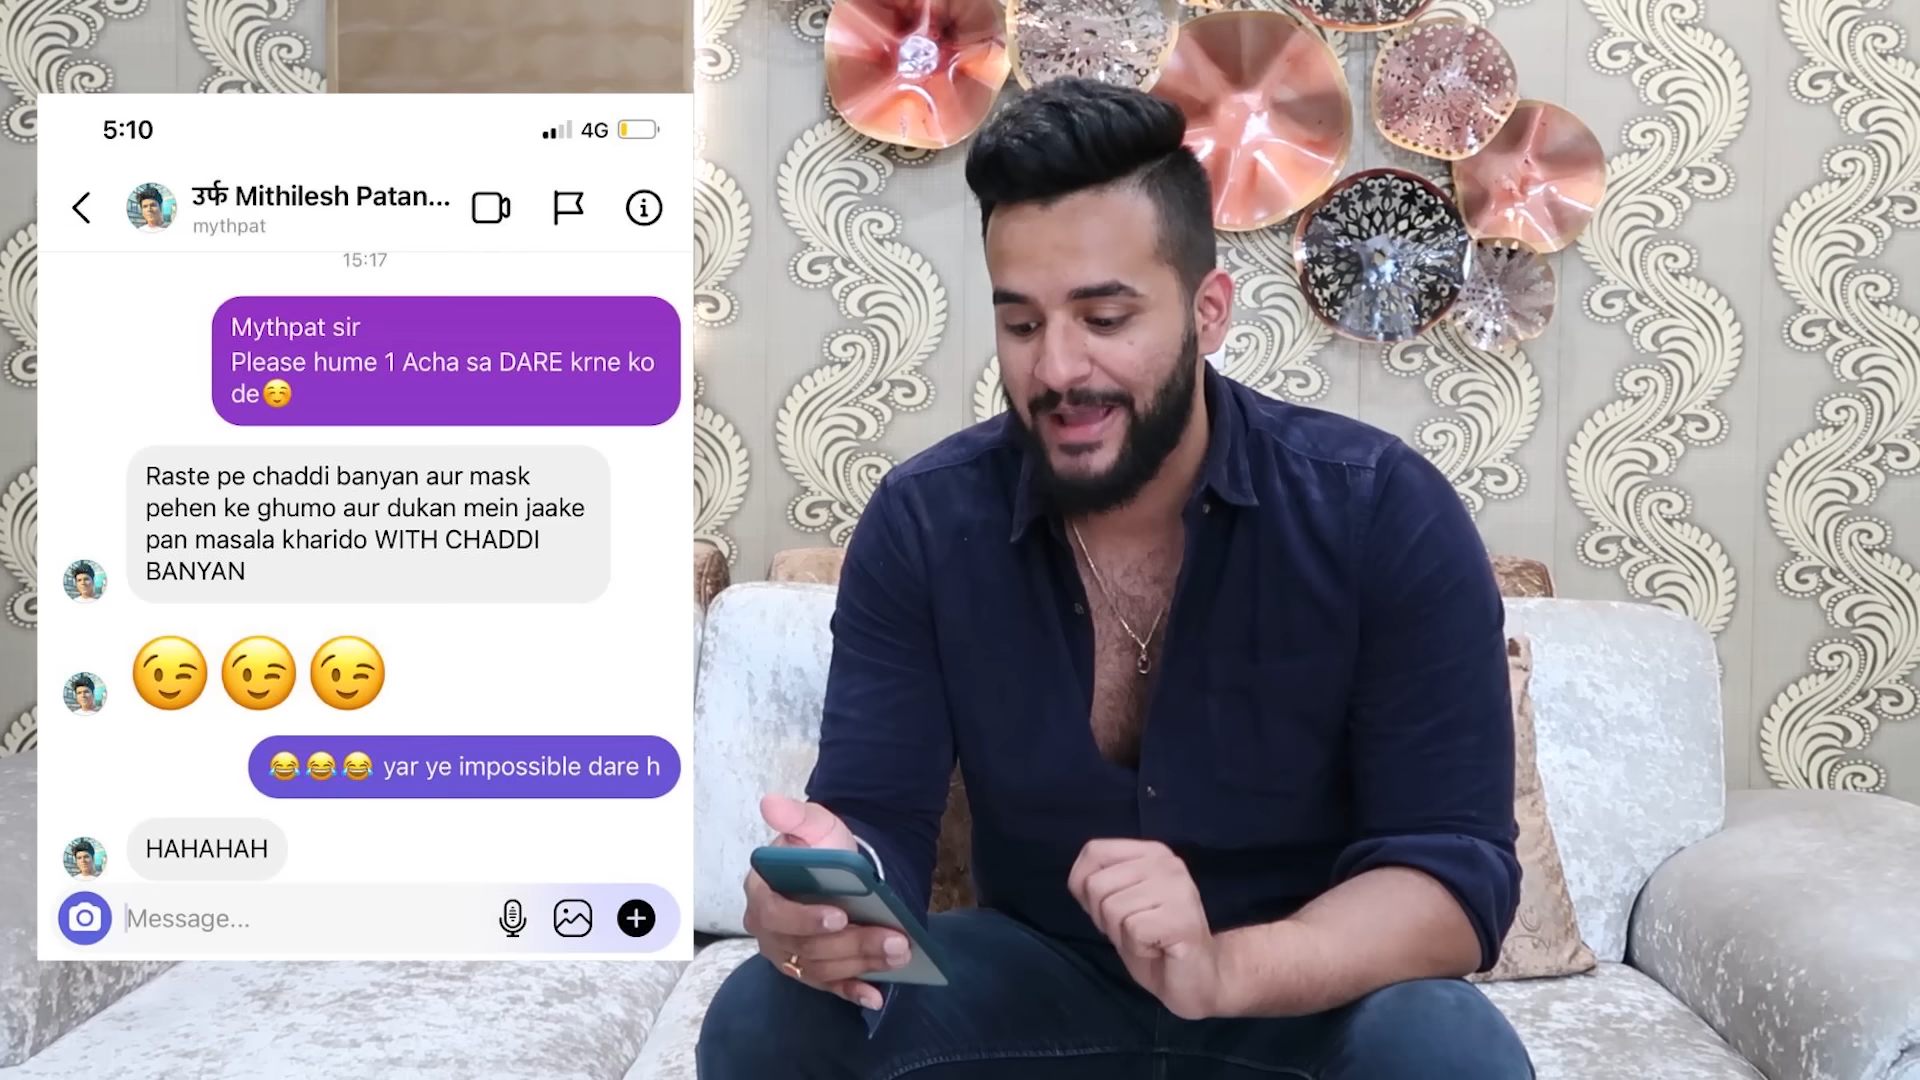 5:10
4G
उर्फ Mithilesh Patan...
mythpat
15:17
Mythpat sir
Please hume 1 Acha sa DARE krne ko
de☺️
Raste pe chaddi banyan aur mask
pehen ke ghumo aur dukan mein jaake
pan masala kharido WITH CHADDI
BANYAN
😉😉😉
😂😂😂 yar ye impossible dare h
HAHAHAH
Message...